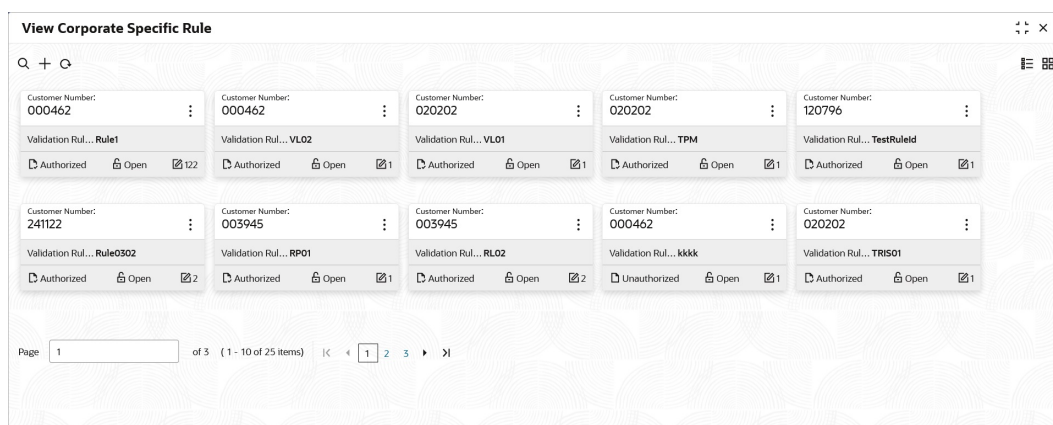 View Corporate Specific Rule
Customer Number: Customer Number: Customer Number: Customer Number: Customer Number:
000462 000462 020202 020202 120796
Validation Rul... Rule1 Validation Rul... VL02 Validation Rul... VL01 Validation Rul... TPM Validation Rul... TestRuleId
Authorized Open 122 Authorized Open 1 Authorized Open 1 Authorized Open 1 Authorized Open 1
Customer Number: Customer Number: Customer Number: Customer Number: Customer Number:
241122 003945 003945 000462 020202
Validation Rul... Rule0302 Validation Rul... RP01 Validation Rul... RL02 Validation Rul... kkkk Validation Rul... TRIS01
Authorized Open 2 Authorized Open 1 Authorized Open 2 Unauthorized Open 1 Authorized Open 1
Page 1 of 3 ( 1 - 10 of 25 items) 1 2 3